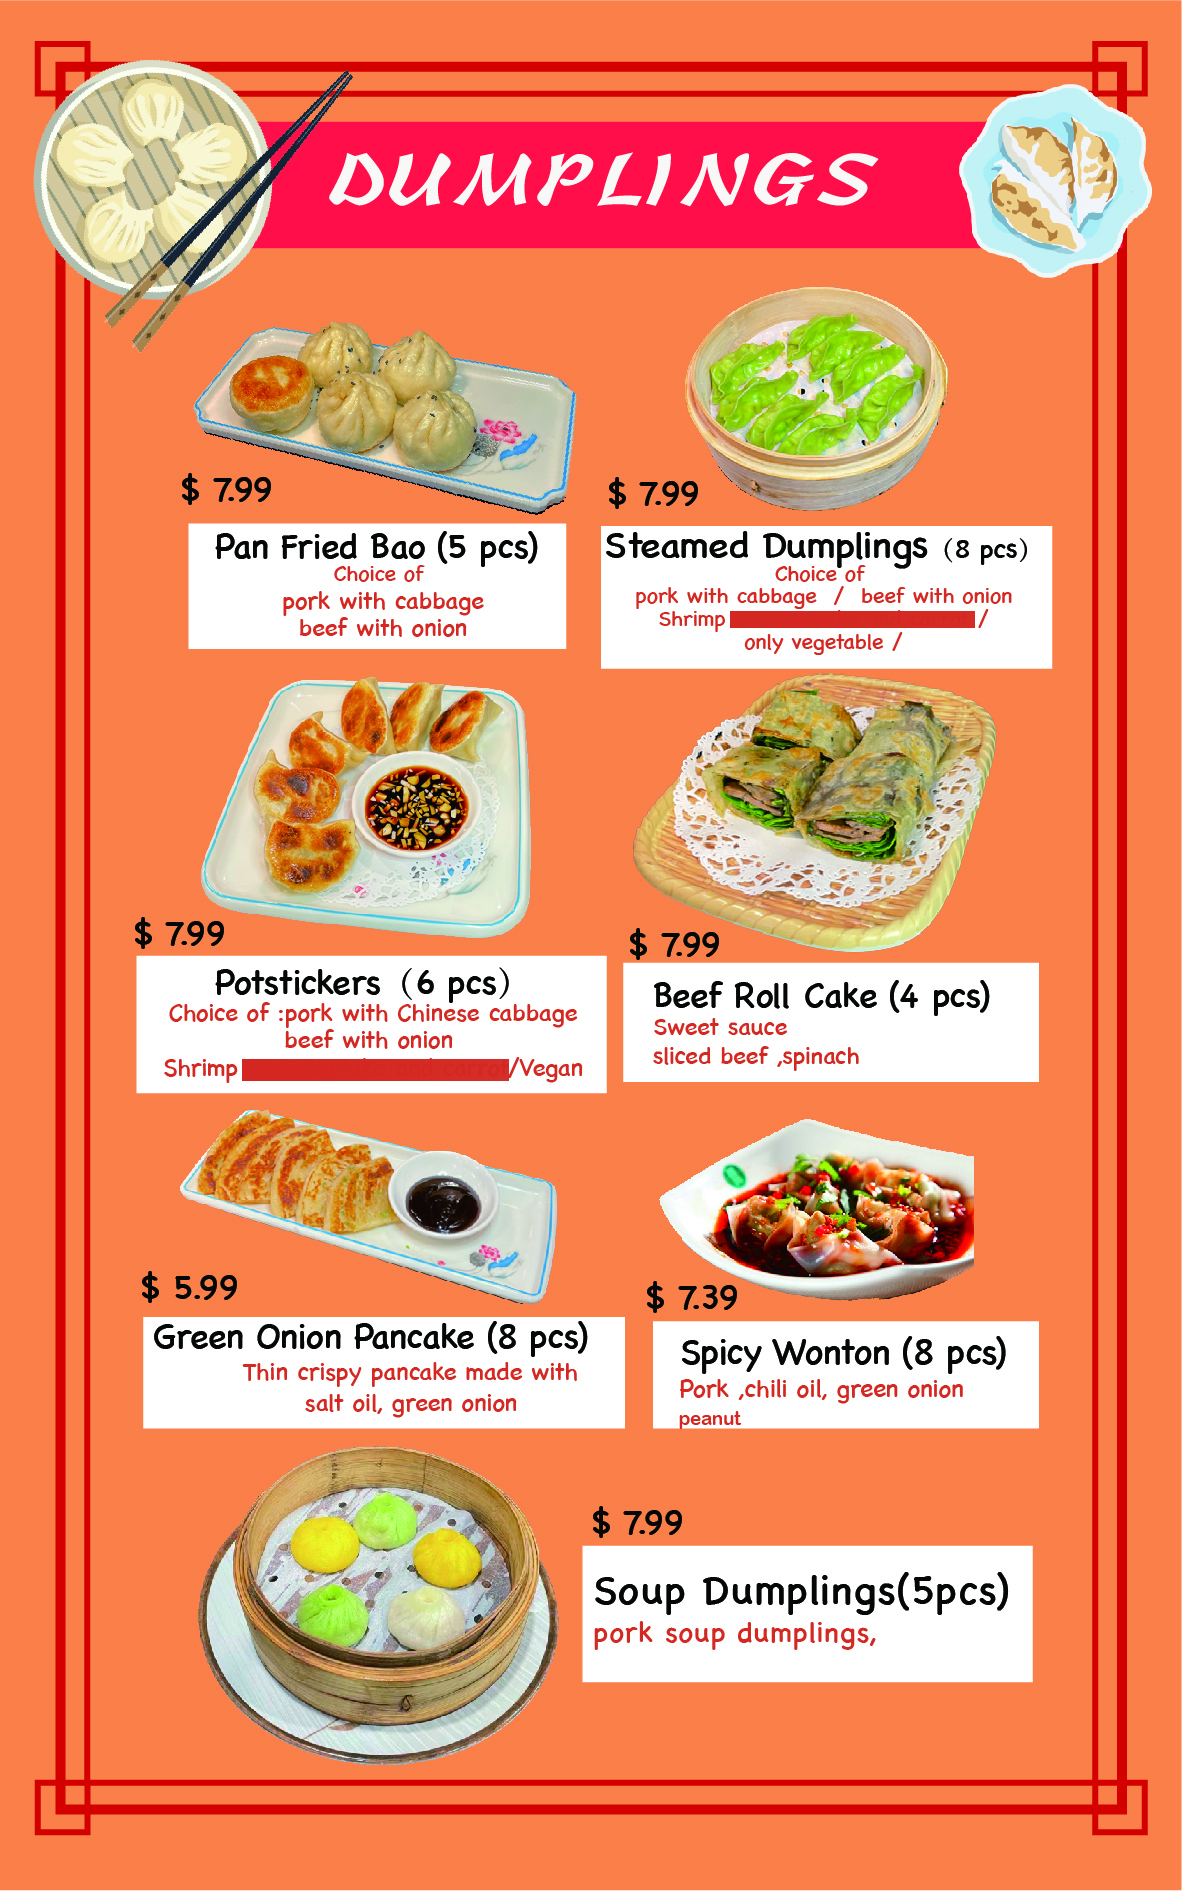 DUMPLINGS
$ 7.99
Pan Fried Bao (5 pcs)
Choice of
pork with cabbage
beef with onion
$ 7.99
Steamed Dumplings (8 pcs)
Choice of
pork with cabbage / beef with onion
Shrimp /
only vegetable /
$ 7.99
Potstickers (6 pcs)
Choice of :pork with Chinese cabbage
beef with onion
Shrimp /Vegan
$ 7.99
Beef Roll Cake (4 pcs)
Sweet sauce
sliced beef ,spinach
$ 5.99
Green Onion Pancake (8 pcs)
Thin crispy pancake made with
salt oil, green onion
$ 7.39
Spicy Wonton (8 pcs)
Pork ,chili oil, green onion
peanut
$ 7.99
Soup Dumplings(5pcs)
pork soup dumplings,